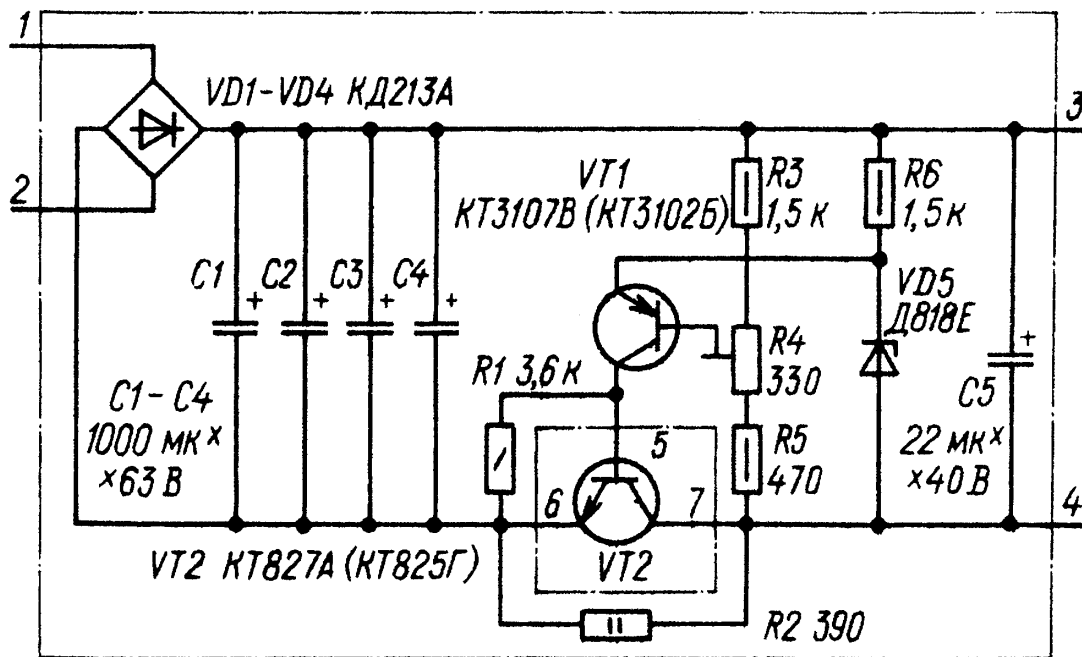 1
VD1-VD4 КД213А
3
2
VT1
КТ3107В (КТ3102Б)
R3
1,5 к
R6
1,5 к
C1
+
C2
+
C3
+
C4
+
VD5
Д818Е
R1 3,6 к
R4
330
+
C5
22 мк ×
×40 В
C1-C4
1000 мк ×
×63 В
5
R5
470
6
7
4
VT2 КТ827А (КТ825Г)
VT2
R2 390